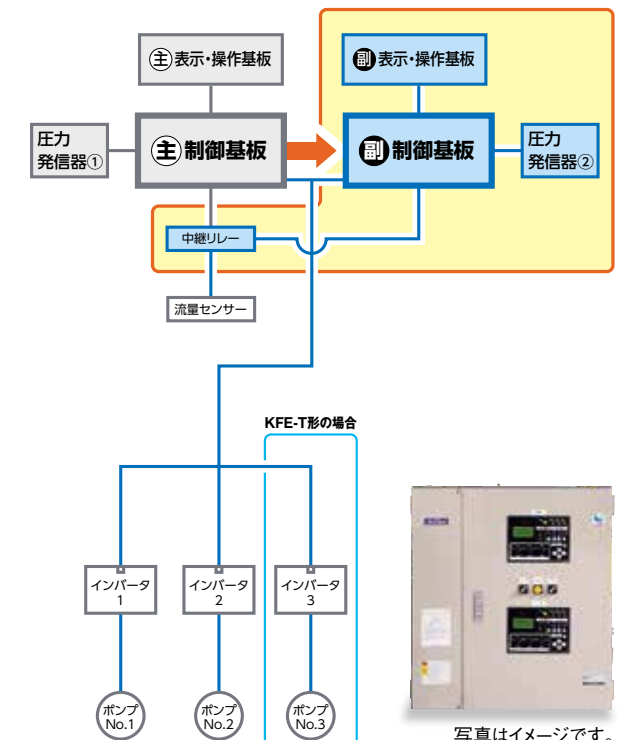 主 表示・操作基板
副 表示・操作基板
圧力
発信器①
主 制御基板
副 制御基板
圧力
発信器②
中継リレー
流量センサー
KFE-T形の場合
インバータ
1
インバータ
2
インバータ
3
ポンプ
No.1
ポンプ
No.2
ポンプ
No.3
写真はイメージです。